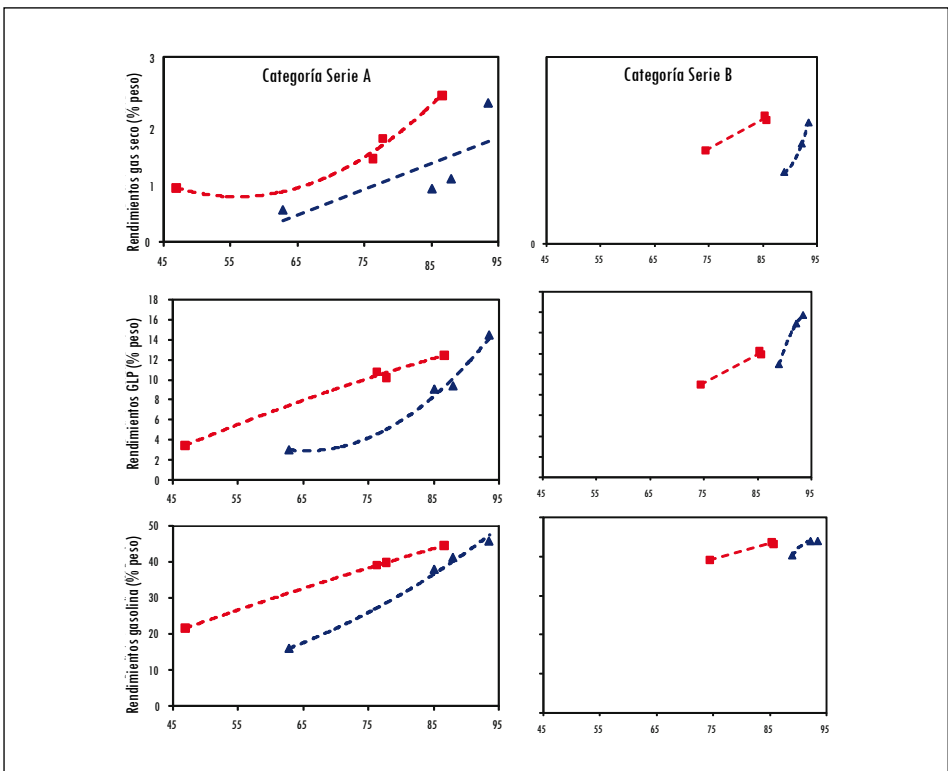 Categoría Serie A
Rendimientos gas seco (% peso)
3
2
1
0
45 55 65 75 85 95
Categoría Serie B
0
45 55 65 75 85 95
Rendimientos GLP (% peso)
18
16
14
12
10
8
6
4
2
0
45 55 65 75 85 95
45 55 65 75 85 95
Rendimientos gasolina (% peso)
50
40
30
20
10
0
45 55 65 75 85 95
45 55 65 75 85 95